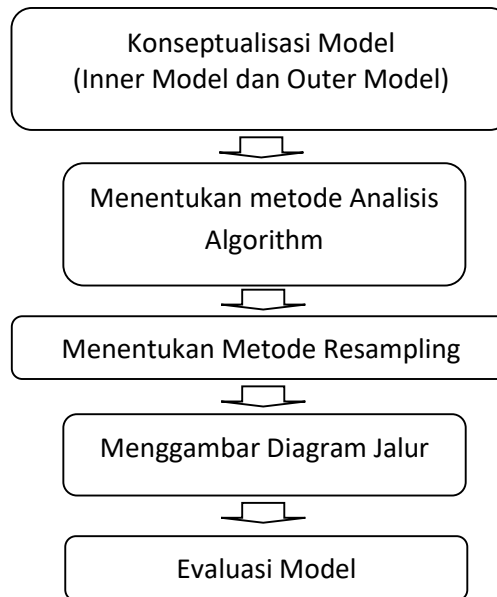 Konseptualisasi Model
(Inner Model dan Outer Model)
Menentukan metode Analisis
Algorithm
Menentukan Metode Resampling
Menggambar Diagram Jalur
Evaluasi Model